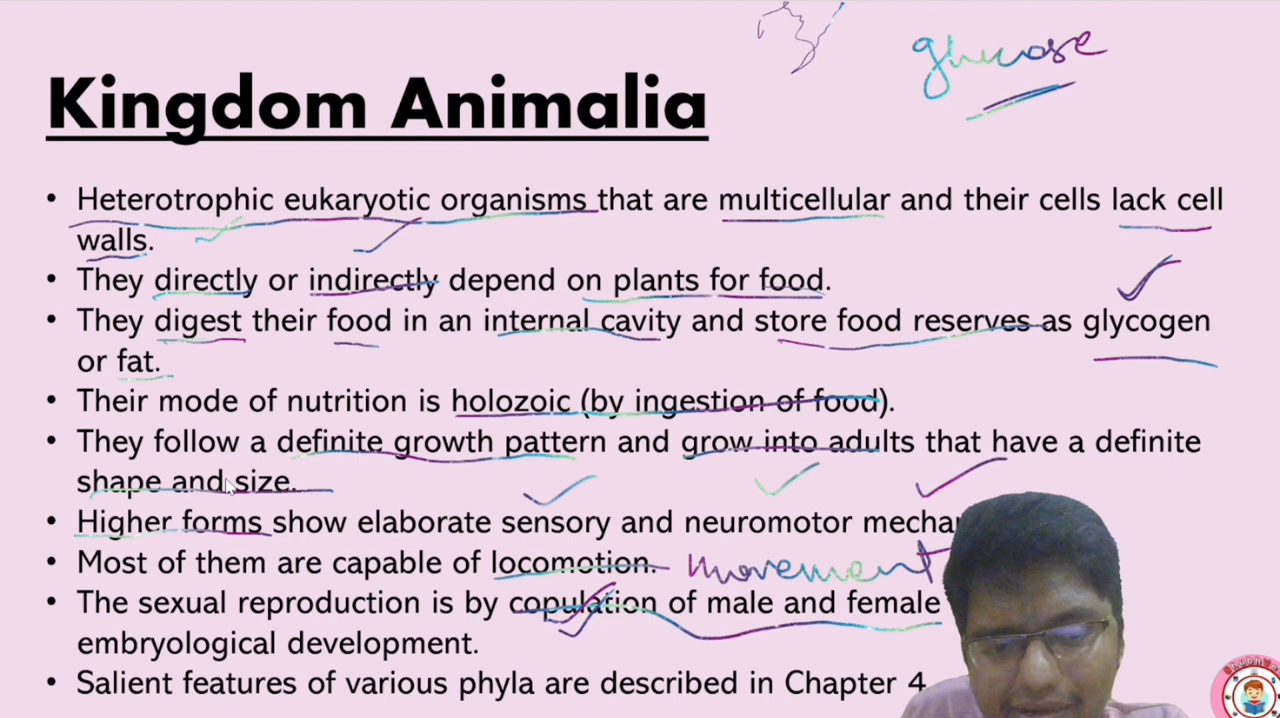 glucose
Kingdom Animalia
• Heterotrophic eukaryotic organisms that are multicellular and their cells lack cell
walls.
• They directly or indirectly depend on plants for food.
• They digest their food in an internal cavity and store food reserves as glycogen
or fat.
• Their mode of nutrition is holozoic (by ingestion of food).
• They follow a definite growth pattern and grow into adults that have a definite
shape and size.
• Higher forms show elaborate sensory and neuromotor
• Most of them are capable of locomotion. movement
• The sexual reproduction is by copulation of male and female
embryological development.
• Salient features of various phyla are described in Chapter 4